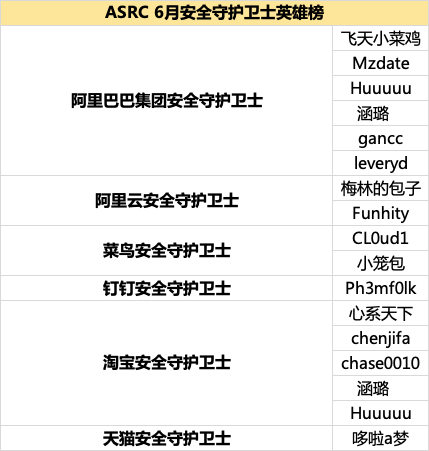 ASRC 6月安全守护卫士英雄榜
阿里巴巴集团安全守护卫士
飞天小菜鸡
Mzdate
Huuuuu
涵璐
gancc
leveryd
阿里云安全守护卫士
梅林的包子
Funhity
菜鸟安全守护卫士
CL0ud1
小笼包
钉钉安全守护卫士
Ph3mf0lk
淘宝安全守护卫士
心系天下
chenjifa
chase0010
涵璐
Huuuuu
天猫安全守护卫士
哆啦a梦